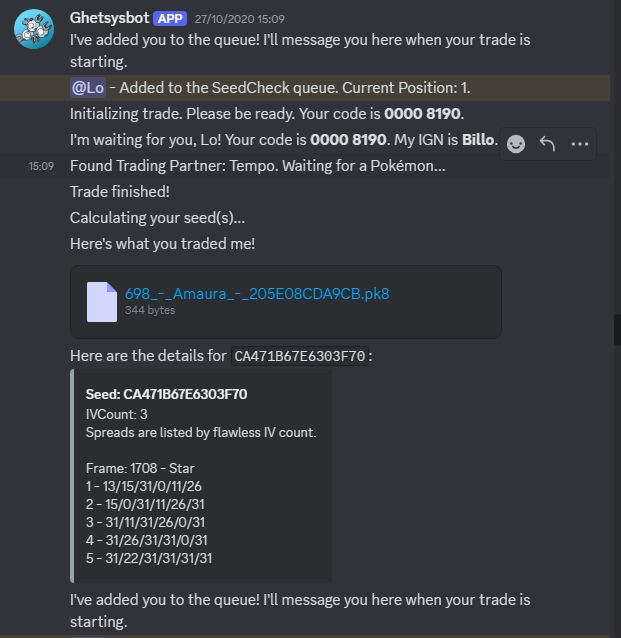 Ghetsysbot APP 27/10/2020 15:09
I've added you to the queue! I'll message you here when your trade is
starting.
@Lo - Added to the SeedCheck queue. Current Position: 1.
Initializing trade. Please be ready. Your code is 0000 8190.
I'm waiting for you, Lo! Your code is 0000 8190. My IGN is Billo.
15:09 Found Trading Partner: Tempo. Waiting for a Pokémon...
Trade finished!
Calculating your seed(s)...
Here's what you traded me!
698_-_Amaura_-_205E08CDA9CB.pk8
344 bytes
Here are the details for CA471B67E6303F70:
Seed: CA471B67E6303F70
IVCount: 3
Spreads are listed by flawless IV count.
Frame: 1708 - Star
1 - 13/15/31/0/11/26
2 - 15/0/31/11/26/31
3 - 31/11/31/26/0/31
4 - 31/26/31/31/0/31
5 - 31/22/31/31/31/31
I've added you to the queue! I'll message you here when your trade is
starting.